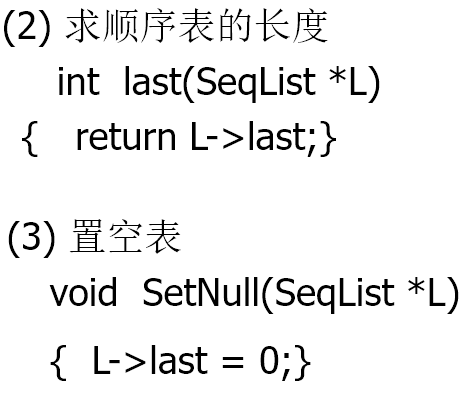 (2) 求顺序表的长度
int last(SeqList *L)
{ return L->last;}
(3) 置空表
void SetNull(SeqList *L)
{ L->last = 0;}